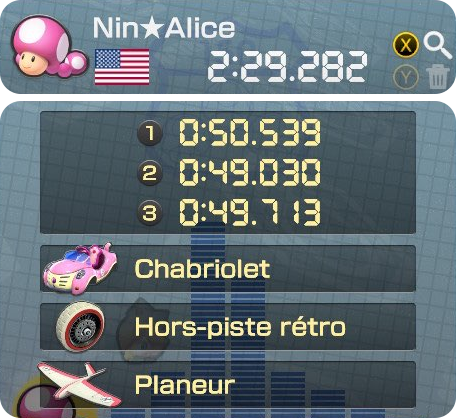 Nin★Alice
2:29.282
X
Y
1 0:50.539
2 0:49.030
3 0:49.713
Chabriolet
Hors-piste rétro
Planeur